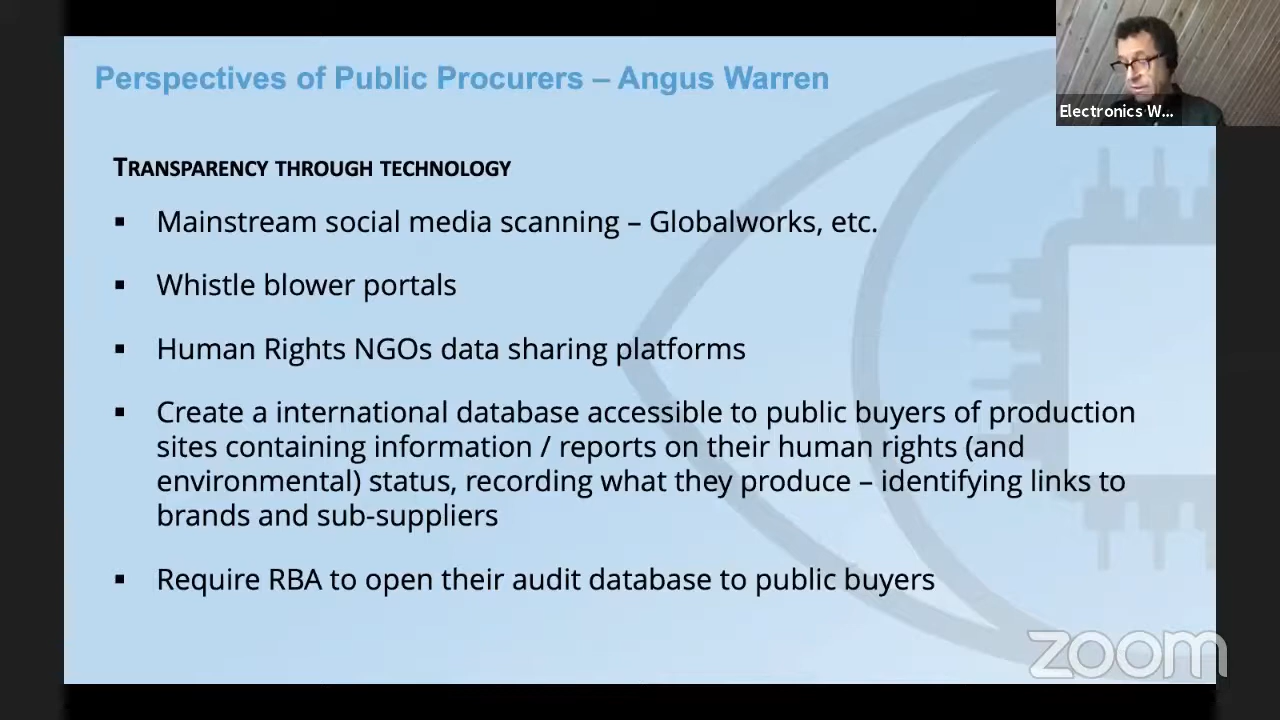 Perspectives of Public Procurers – Angus Warren
Electronics W...
TRANSPARENCY THROUGH TECHNOLOGY
▪ Mainstream social media scanning – Globalworks, etc.
▪ Whistle blower portals
▪ Human Rights NGOs data sharing platforms
▪ Create a international database accessible to public buyers of production
sites containing information / reports on their human rights (and
environmental) status, recording what they produce – identifying links to
brands and sub-suppliers
▪ Require RBA to open their audit database to public buyers
zoom